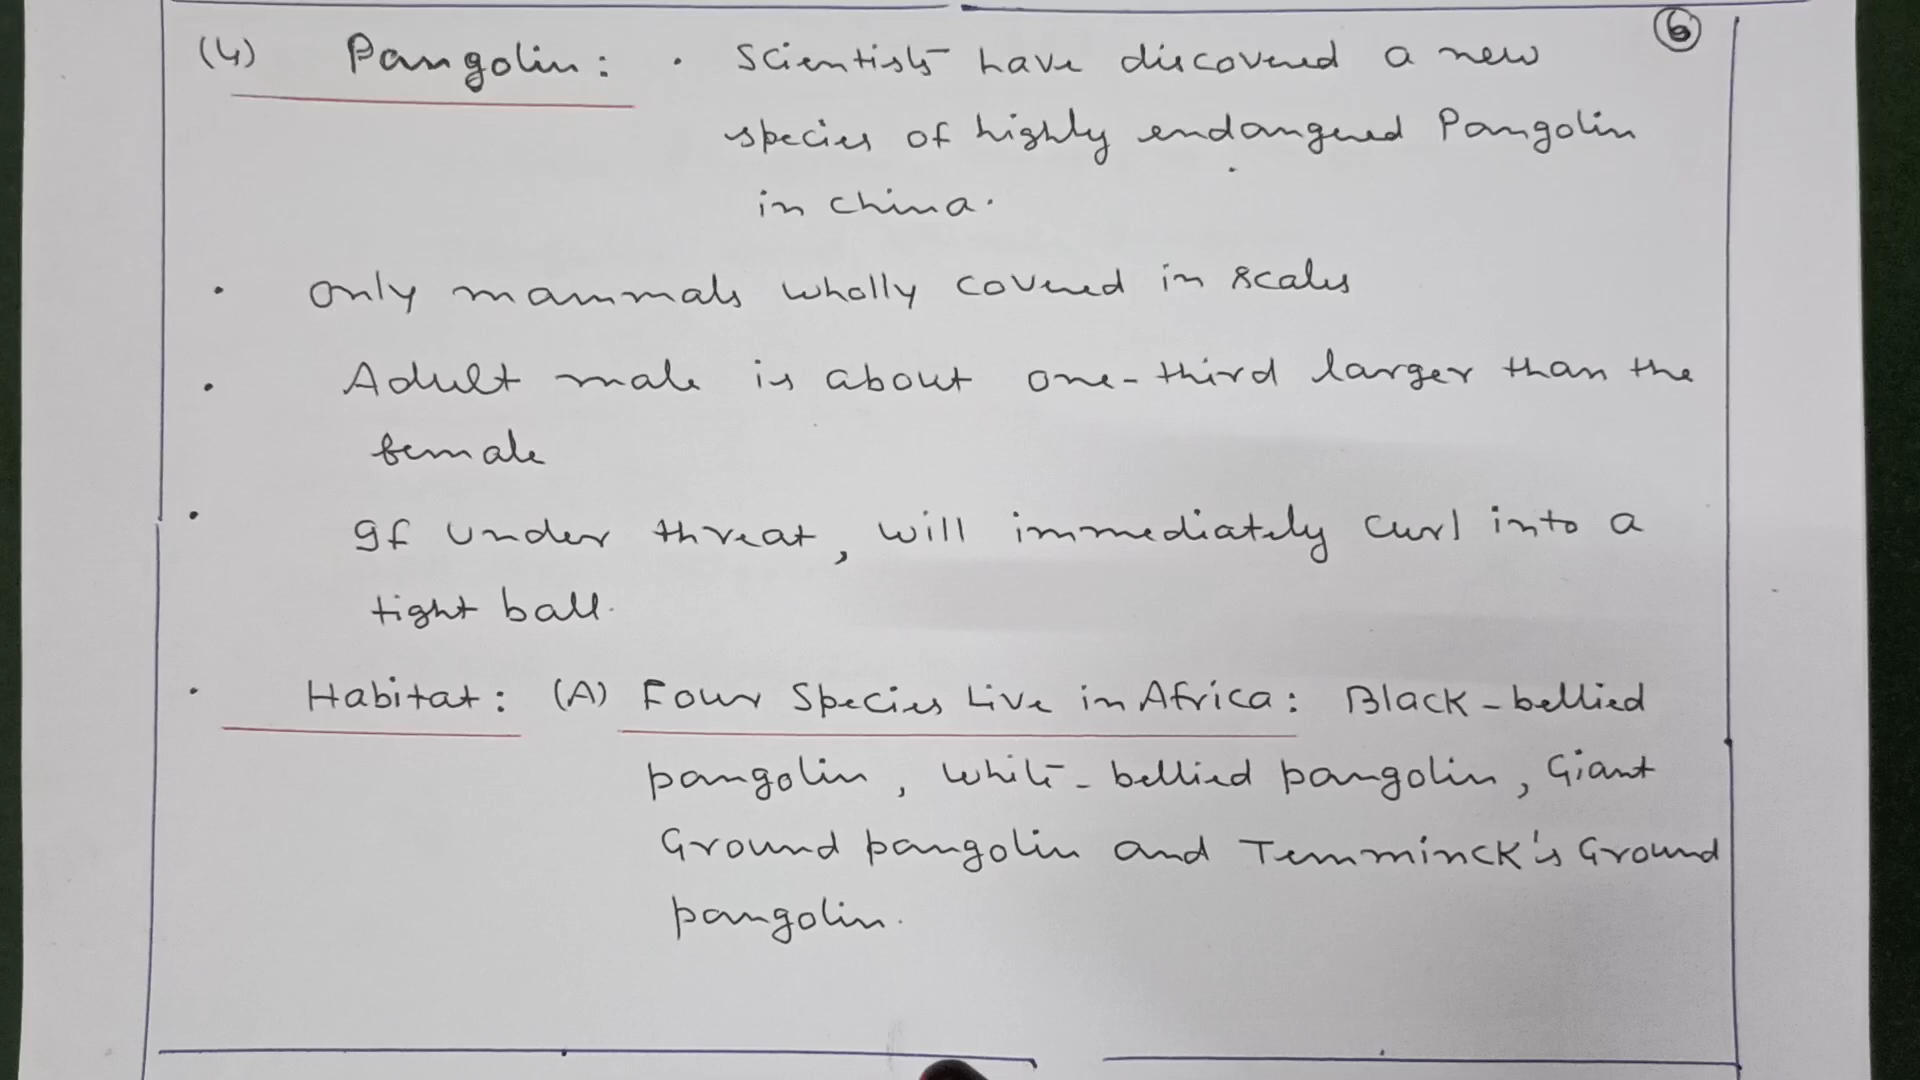 6
(4) Pangolin: • Scientists have discovered a new
species of highly endangered Pangolin
in china.
• only mammals wholly covered in scales
• Adult male is about one-third larger than the
female
• If under threat, will immediately curl into a
tight ball.
• Habitat: (A) Four Species Live in Africa: Black-bellied
pangolin, white-bellied pangolin, Giant
Ground pangolin and Temminck's Ground
pangolin.